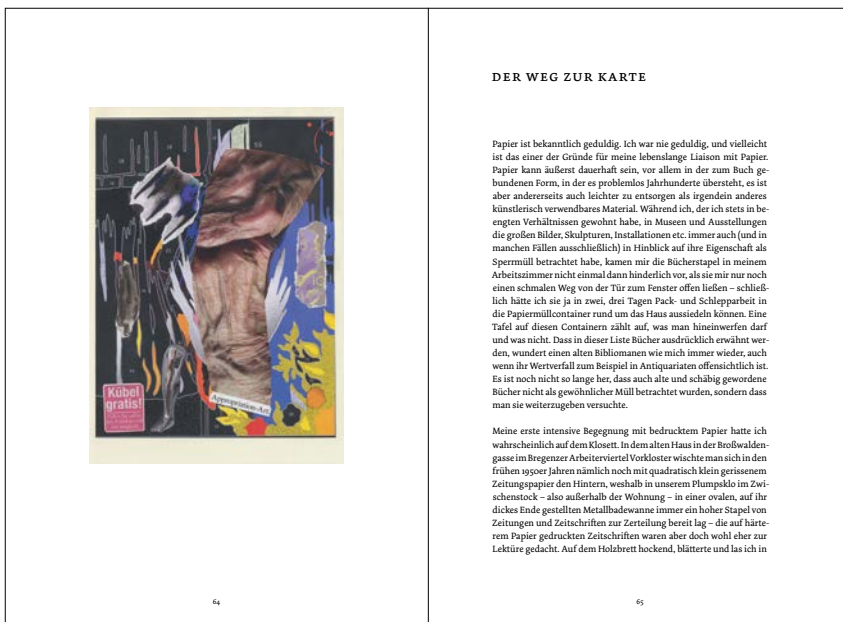 Kübel
gratis!
Appropriation-Art
64
DER WEG ZUR KARTE
Papier ist bekanntlich geduldig. Ich war nie geduldig, und vielleicht
ist das einer der Gründe für meine lebenslange Liaison mit Papier.
Papier kann äußerst dauerhaft sein, vor allem in der zum Buch ge-
bundenen Form, in der es problemlos Jahrhunderte übersteht, es ist
aber andererseits auch leichter zu entsorgen als irgendein anderes
künstlerisch verwendbares Material. Während ich, der ich stets in be-
engten Verhältnissen gewohnt habe, in Museen und Ausstellungen
die großen Bilder, Skulpturen, Installationen etc. immer auch (und in
manchen Fällen ausschließlich) in Hinblick auf ihre Eigenschaft als
Sperrmüll betrachtet habe, kamen mir die Bücherstapel in meinem
Arbeitszimmer nicht einmal dann hinderlich vor, als sie mir nur noch
einen schmalen Weg von der Tür zum Fenster offen ließen – schließ-
lich hätte ich sie ja in zwei, drei Tagen Pack- und Schlepparbeit in
die Papiermüllcontainer rund um das Haus aussiedeln können. Eine
Tafel auf diesen Containern zählt auf, was man hineinwerfen darf
und was nicht. Dass in dieser Liste Bücher ausdrücklich erwähnt wer-
den, wundert einen alten Bibliomanen wie mich immer wieder, auch
wenn ihr Wertverfall zum Beispiel in Antiquariaten offensichtlich ist.
Es ist noch nicht so lange her, dass auch alte und schäbig gewordene
Bücher nicht als gewöhnlicher Müll betrachtet wurden, sondern dass
man sie weiterzugeben versuchte.
Meine erste intensive Begegnung mit bedrucktem Papier hatte ich
wahrscheinlich auf dem Klosett. In dem alten Haus in der Broßwalden-
gasse im Bregenzer Arbeiterviertel Vorkloster wischte man sich in den
frühen 1950er Jahren nämlich noch mit quadratisch klein gerissenem
Zeitungspapier den Hintern, weshalb in unserem Plumpsklo im Zwi-
schenstock – also außerhalb der Wohnung – in einer ovalen, auf ihr
dickes Ende gestellten Metallbadewanne immer ein hoher Stapel von
Zeitungen und Zeitschriften zur Zerteilung bereit lag – die auf härte-
rem Papier gedruckten Zeitschriften waren aber doch wohl eher zur
Lektüre gedacht. Auf dem Holzbrett hockend, blätterte und las ich in
65